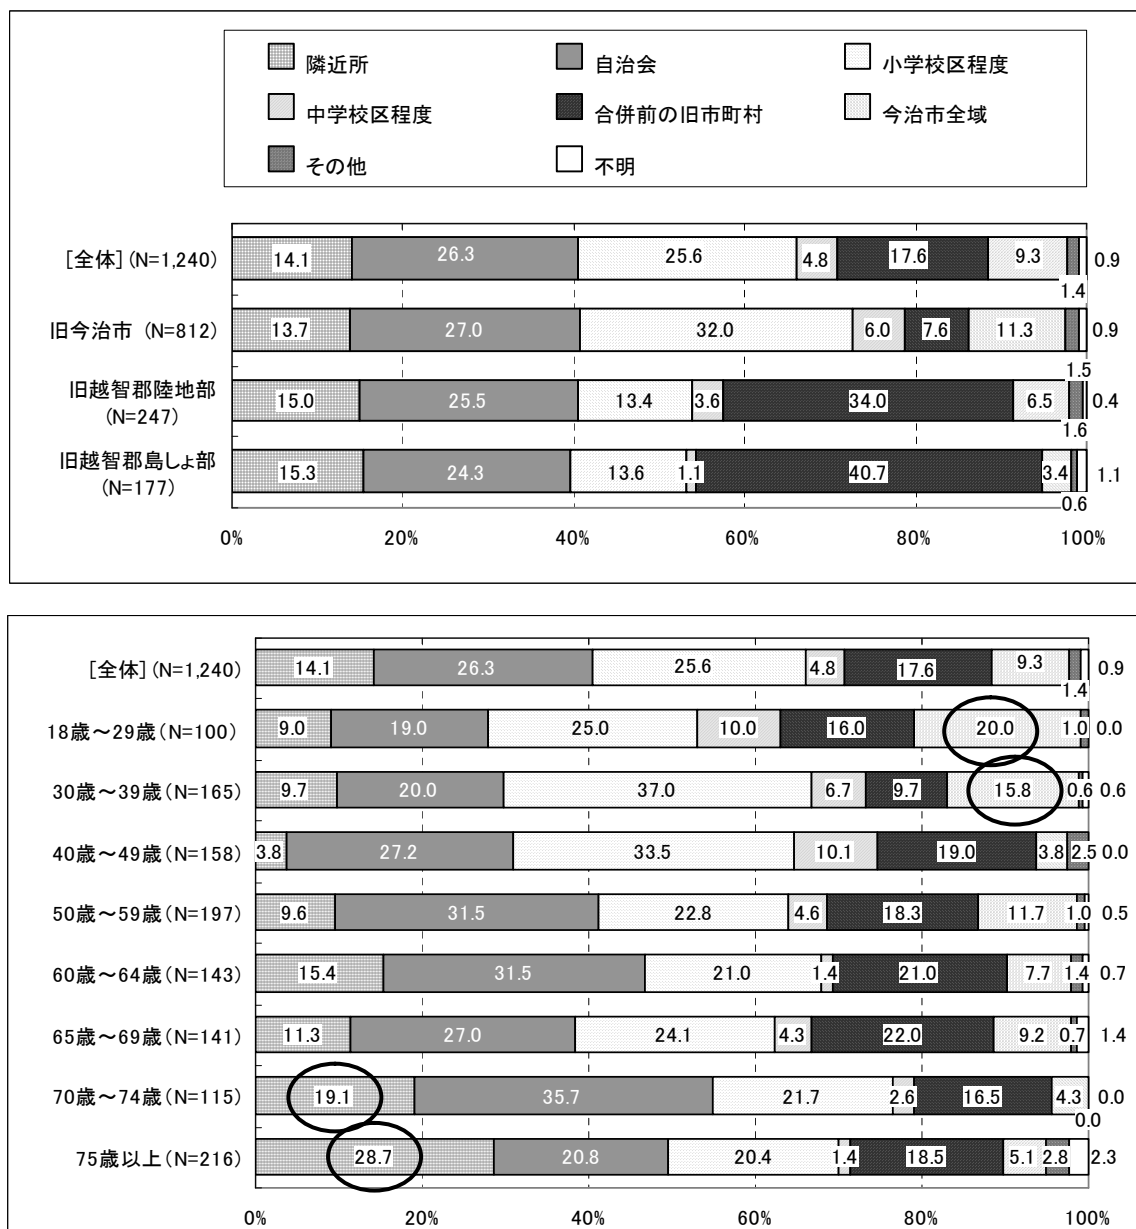 隣近所 自治会 小学校区程度
中学校区程度 合併前の旧市町村 今治市全域
その他 不明
[全体](N=1,240) 14.1 26.3 25.6 4.8 17.6 9.3 0.9
1.4
旧今治市 (N=812) 13.7 27.0 32.0 6.0 7.6 11.3 0.9
1.5
旧越智郡陸地部
(N=247) 15.0 25.5 13.4 3.6 34.0 6.5 0.4
1.6
旧越智郡島しょ部
(N=177) 15.3 24.3 13.6 1.1 40.7 3.4 1.1
0.6
0% 20% 40% 60% 80% 100%
[全体](N=1,240) 14.1 26.3 25.6 4.8 17.6 9.3 0.9
1.4
18歳～29歳(N=100) 9.0 19.0 25.0 10.0 16.0 20.0 1.0 0.0
30歳～39歳(N=165) 9.7 20.0 37.0 6.7 9.7 15.8 0.6 0.6
40歳～49歳(N=158) 3.8 27.2 33.5 10.1 19.0 3.8 2.5 0.0
50歳～59歳(N=197) 9.6 31.5 22.8 4.6 18.3 11.7 1.0 0.5
60歳～64歳(N=143) 15.4 31.5 21.0 1.4 21.0 7.7 1.4 0.7
65歳～69歳(N=141) 11.3 27.0 24.1 4.3 22.0 9.2 0.7 1.4
70歳～74歳(N=115) 19.1 35.7 21.7 2.6 16.5 4.3 0.0
0.0
75歳以上(N=216) 28.7 20.8 20.4 1.4 18.5 5.1 2.8 2.3
0% 20% 40% 60% 80% 100%